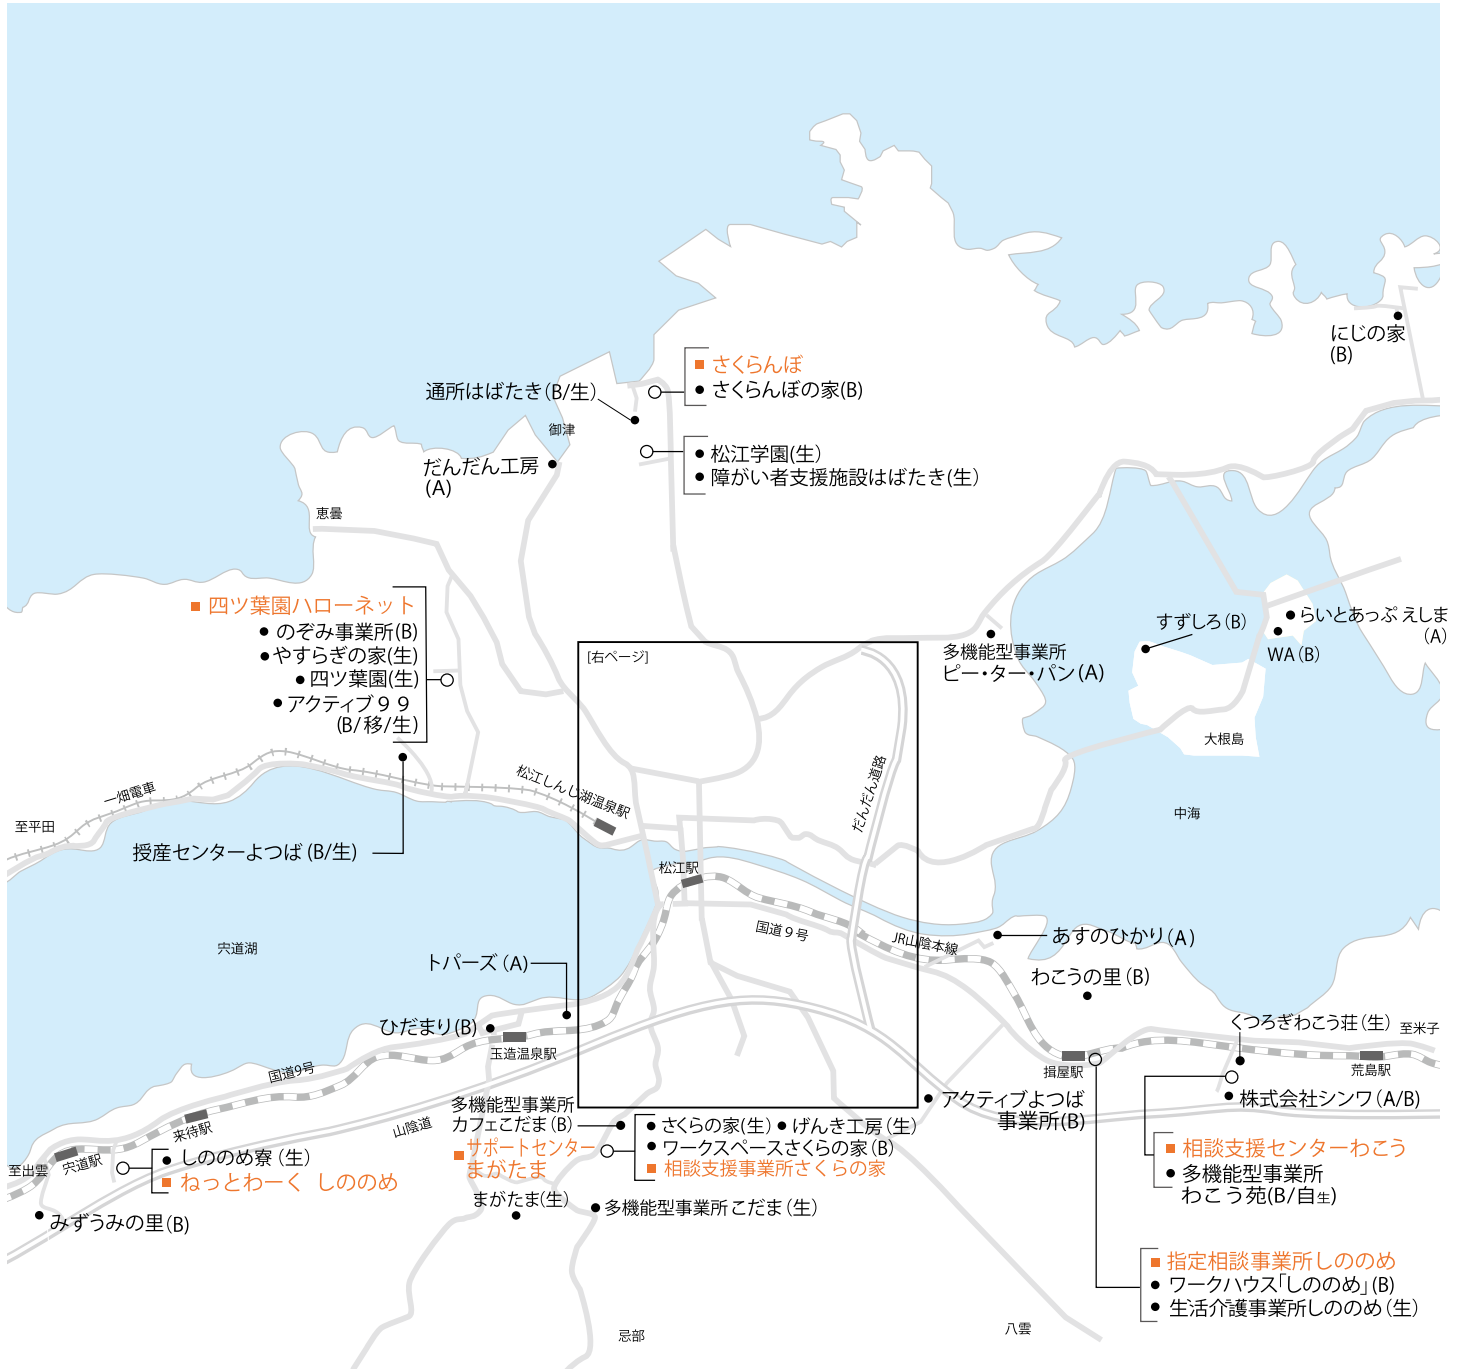 にじの家
(B)
■ さくらんぼ
● さくらんぼの家(B)
通所はばたき(B/生)
御津
● 松江学園(生)
● 障がい者支援施設はばたき(生)
だんだん工房
(A)
恵曇
■ 四ツ葉園ハローネット
● のぞみ事業所(B)
● やすらぎの家(生)
● 四ツ葉園(生)
● アクティブ９９
(B/移/生)
[右ページ]
多機能型事業所
ピー・ター・パン(A)
すずしろ(B)
らいとあっぷ えしま
(A)
WA(B)
大根島
中海
一畑電車
至平田
松江しんじ湖温泉駅
だんだん道路
授産センターよつば(B/生)
松江駅
宍道湖
国道９号
JR山陰本線
あすのひかり(A)
トパーズ(A)
わこうの里(B)
ひだまり(B)
玉造温泉駅
くつろぎわこう荘(生)
至米子
国道9号
揖屋駅
荒島駅
来待駅
山陰道
多機能型事業所
カフェこだま(B)
アクティブよつば
事業所(B)
株式会社シンワ(A/B)
● さくらの家(生) ● げんき工房(生)
● ワークスペースさくらの家(B)
■ 相談支援事業所さくらの家
■ サポートセンター
まがたま
■ 相談支援センターわこう
● 多機能型事業所
わこう苑(B/自生)
至出雲
宍道駅
● しののめ寮(生)
■ ねっとわーく しののめ
まがたま(生)
多機能型事業所 こだま(生)
みずうみの里(B)
■ 指定相談事業所しののめ
● ワークハウス「しののめ」(B)
● 生活介護事業所しののめ(生)
忌部
八雲